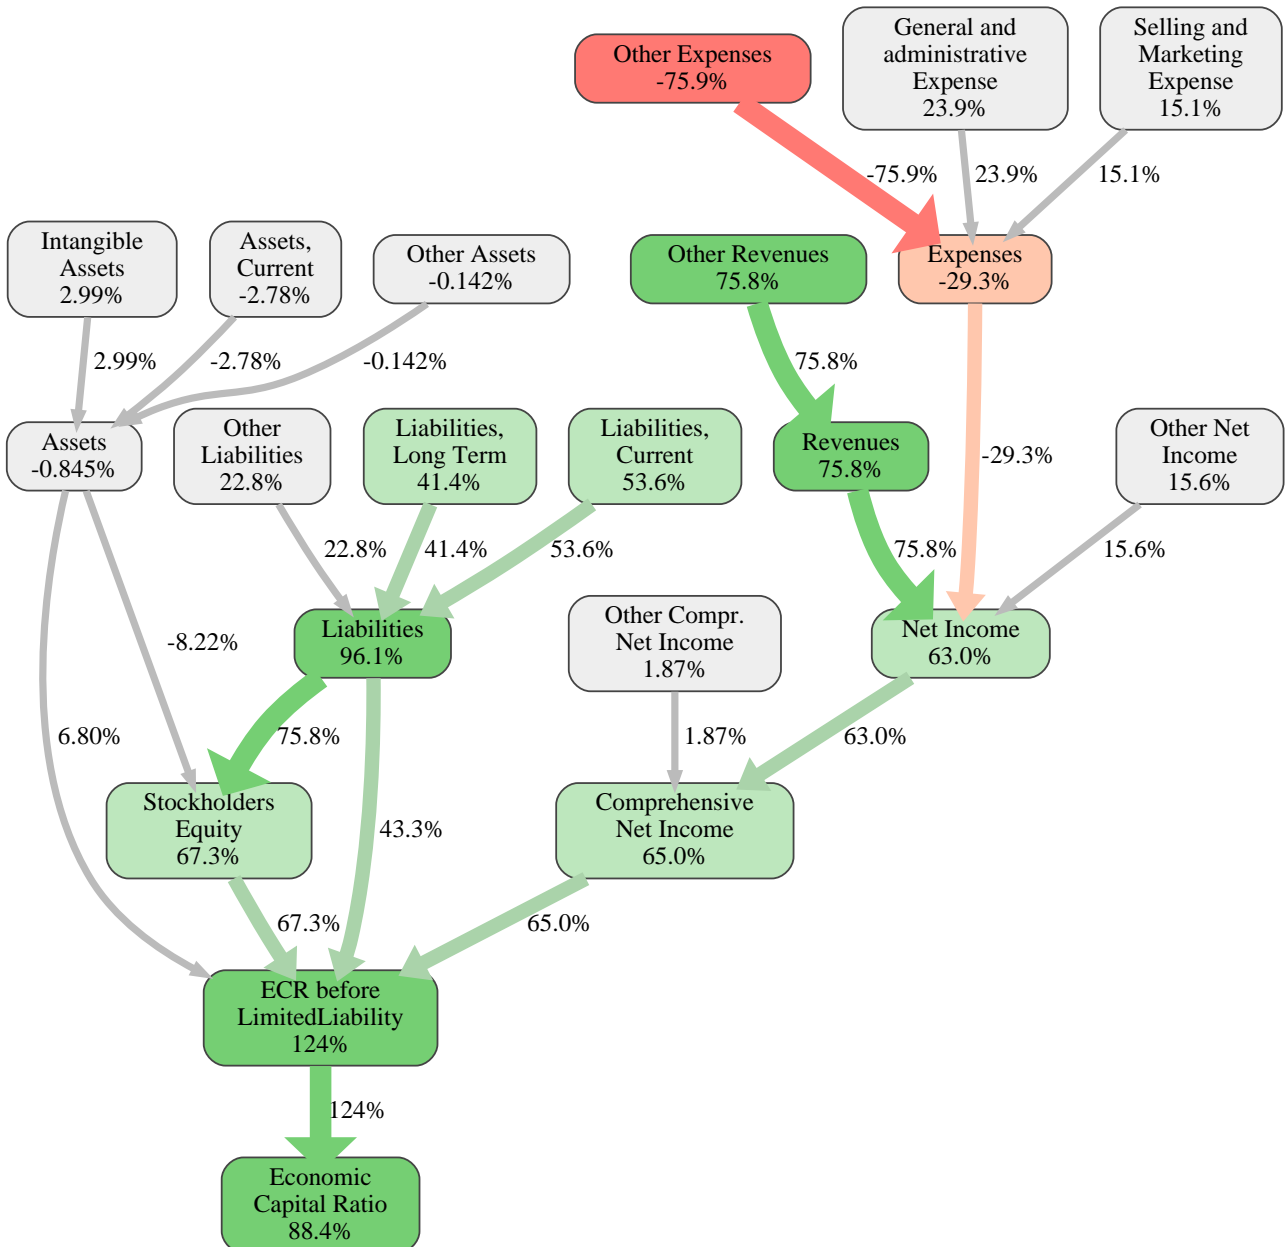 Other Expenses
-75.9%
General and
administrative
Expense
23.9%
Selling and
Marketing
Expense
15.1%
-75.9%
23.9%
15.1%
Intangible
Assets
2.99%
Assets,
Current
-2.78%
Other Assets
-0.142%
Other Revenues
75.8%
Expenses
-29.3%
2.99%
-2.78%
-0.142%
75.8%
Assets
-0.845%
Other
Liabilities
22.8%
Liabilities,
Long Term
41.4%
Liabilities,
Current
53.6%
Revenues
75.8%
-29.3%
Other Net
Income
15.6%
22.8%
41.4%
53.6%
75.8%
15.6%
-8.22%
Liabilities
96.1%
Other Compr.
Net Income
1.87%
Net Income
63.0%
6.80%
75.8%
1.87%
63.0%
Stockholders
Equity
67.3%
43.3%
Comprehensive
Net Income
65.0%
67.3%
65.0%
ECR before
LimitedLiability
124%
124%
Economic
Capital Ratio
88.4%